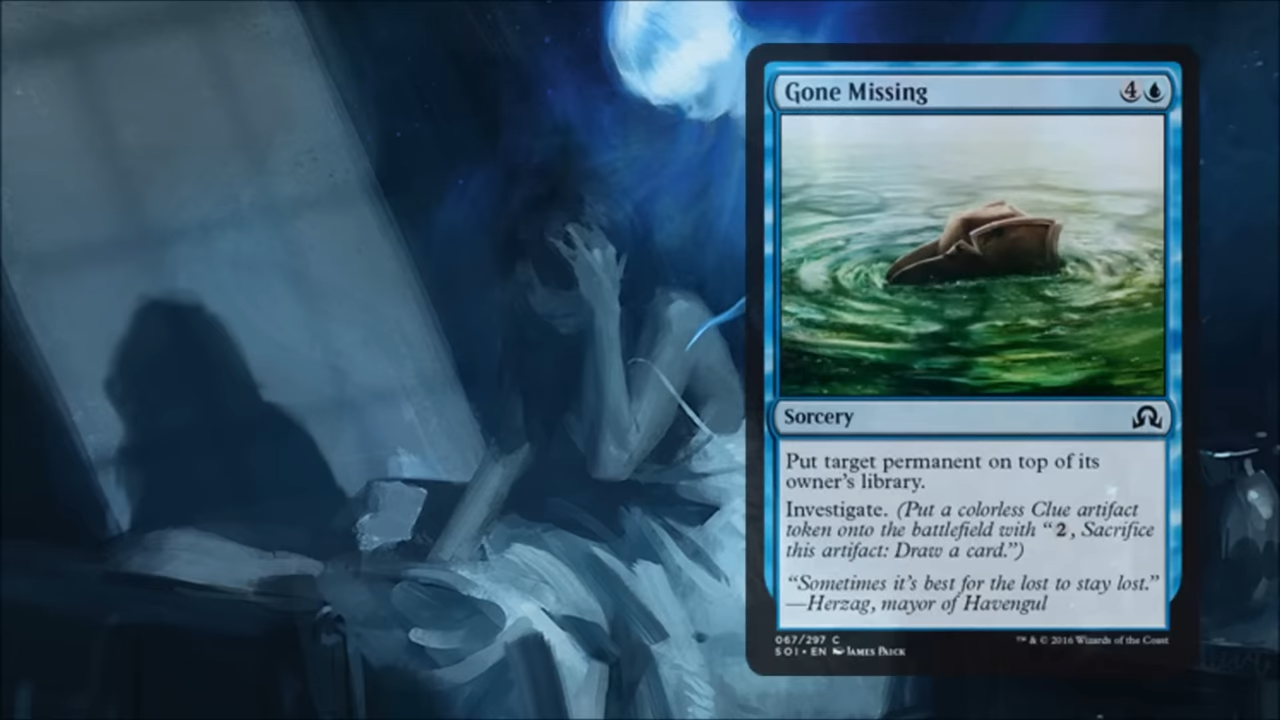 Gone Missing 4
Sorcery
Put target permanent on top of its
owner's library.
Investigate. (Put a colorless Clue artifact
token onto the battlefield with “2, Sacrifice
this artifact: Draw a card.”)
“Sometimes it's best for the lost to stay lost.”
—Herzag, mayor of Havengul
067/297 C
SOI • EN James Paick
™ & © 2016 Wizards of the Coast